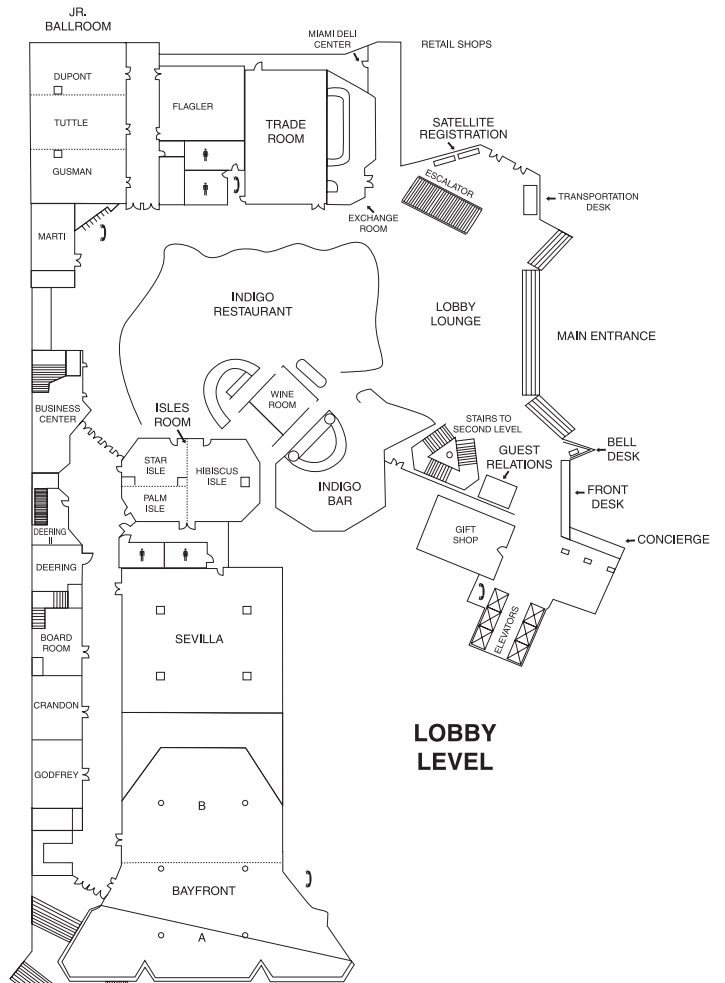 JR.
BALLROOM
MIAMI DELI
CENTER
RETAIL SHOPS
DUPONT
TUTTLE
GUSMAN
FLAGLER
TRADE
ROOM
SATELLITE
REGISTRATION
ESCALATOR
TRANSPORTATION
DESK
EXCHANGE
ROOM
MARTI
INDIGO
RESTAURANT
LOBBY
LOUNGE
MAIN ENTRANCE
BUSINESS
CENTER
ISLES
ROOM
WINE
ROOM
STAIRS TO
SECOND LEVEL
STAR
ISLE
HIBISCUS
ISLE
PALM
ISLE
INDIGO
BAR
GUEST
RELATIONS
BELL
DESK
FRONT
DESK
DEERING
II
GIFT
SHOP
CONCIERGE
DEERING
ELEVATORS
BOARD
ROOM
SEVILLA
CRANDON
GODFREY
LOBBY
LEVEL
B
BAYFRONT
A